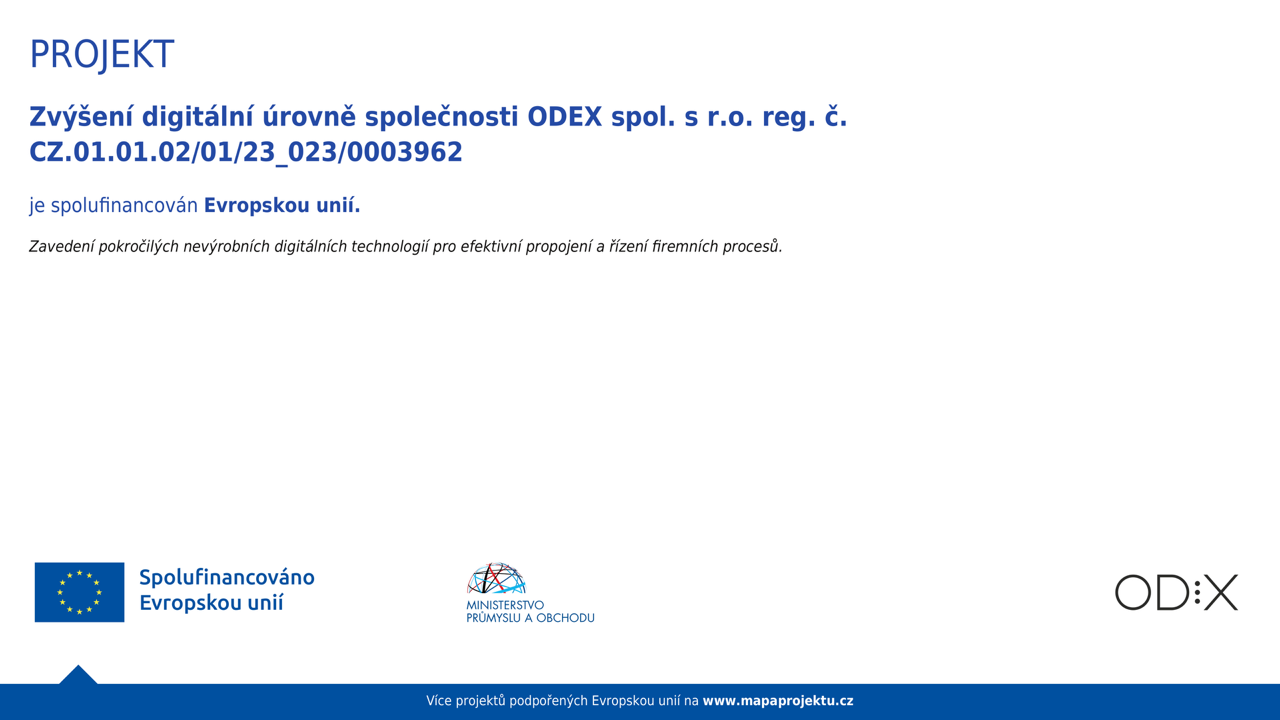 PROJEKT
Zvýšení digitální úrovně společnosti ODEX spol. s r.o. reg. č.
CZ.01.01.02/01/23_023/0003962
je spolufinancován Evropskou unií.
Zavedení pokročilých nevýrobních digitálních technologií pro efektivní propojení a řízení firemních procesů.
Spolufinancováno
Evropskou unií
MINISTERSTVO
PRŮMYSLU A OBCHODU
OD⋮X
Více projektů podpořených Evropskou unií na www.mapaprojektu.cz